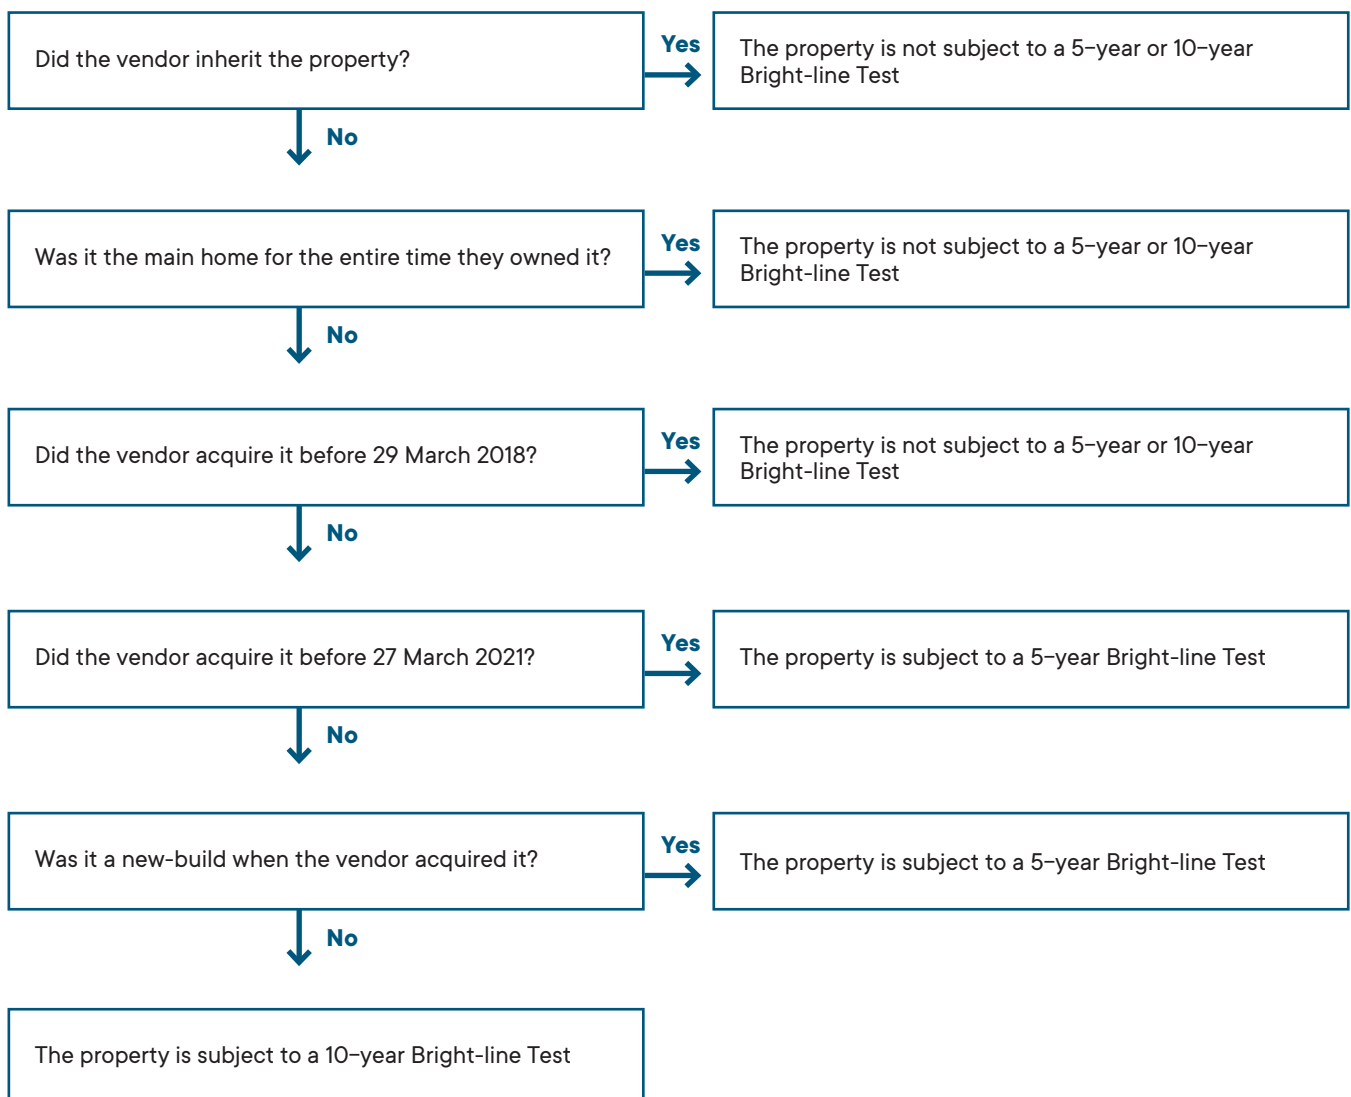 Did the vendor inherit the property?
Yes
The property is not subject to a 5-year or 10-year
Bright-line Test
No
Was it the main home for the entire time they owned it?
Yes
The property is not subject to a 5-year or 10-year
Bright-line Test
No
Did the vendor acquire it before 29 March 2018?
Yes
The property is not subject to a 5-year or 10-year
Bright-line Test
No
Did the vendor acquire it before 27 March 2021?
Yes
The property is subject to a 5-year Bright-line Test
No
Was it a new-build when the vendor acquired it?
Yes
The property is subject to a 5-year Bright-line Test
No
The property is subject to a 10-year Bright-line Test